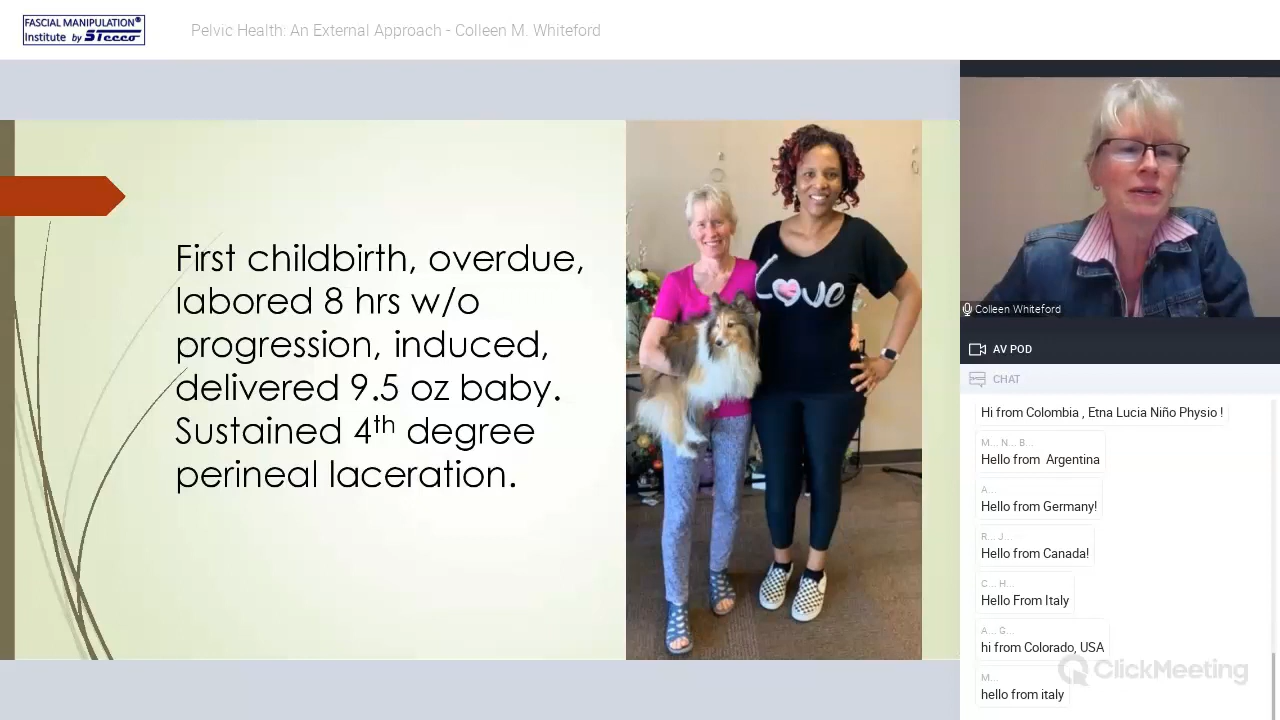 FASCIAL MANIPULATION®
Institute by STECCO
Pelvic Health: An External Approach - Colleen M. Whiteford
First childbirth, overdue,
labored 8 hrs w/o
progression, induced,
delivered 9.5 oz baby.
Sustained 4th degree
perineal laceration.
Love
Colleen Whiteford
AV POD
CHAT
Hi from Colombia , Etna Lucia Niño Physio !
M... N... B...
Hello from Argentina
A...
Hello from Germany!
R... J...
Hello from Canada!
C... H...
Hello From Italy
A... G...
hi from Colorado, USA
M...
hello from italy
ClickMeeting